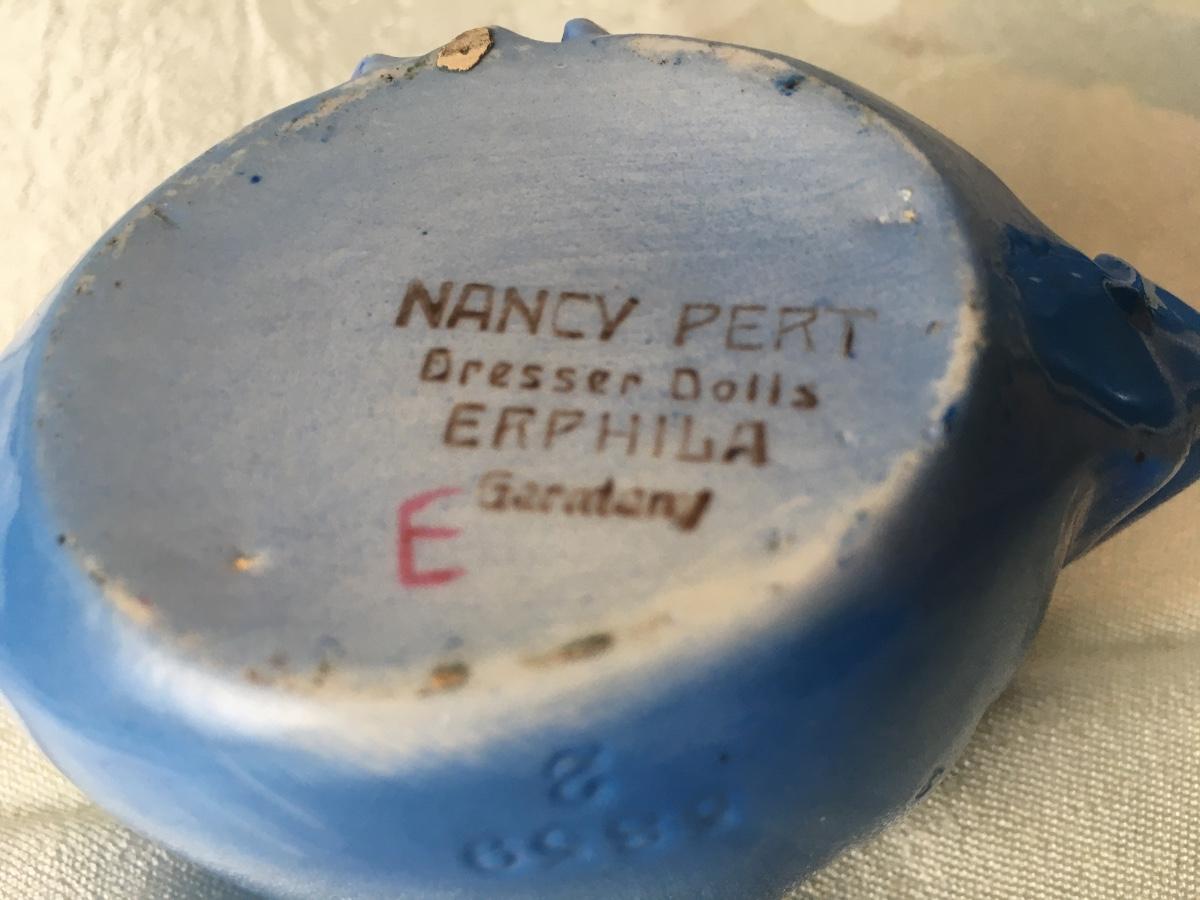 NANCY PERT
Dresser Dolls
ERPHILA
Germany
E